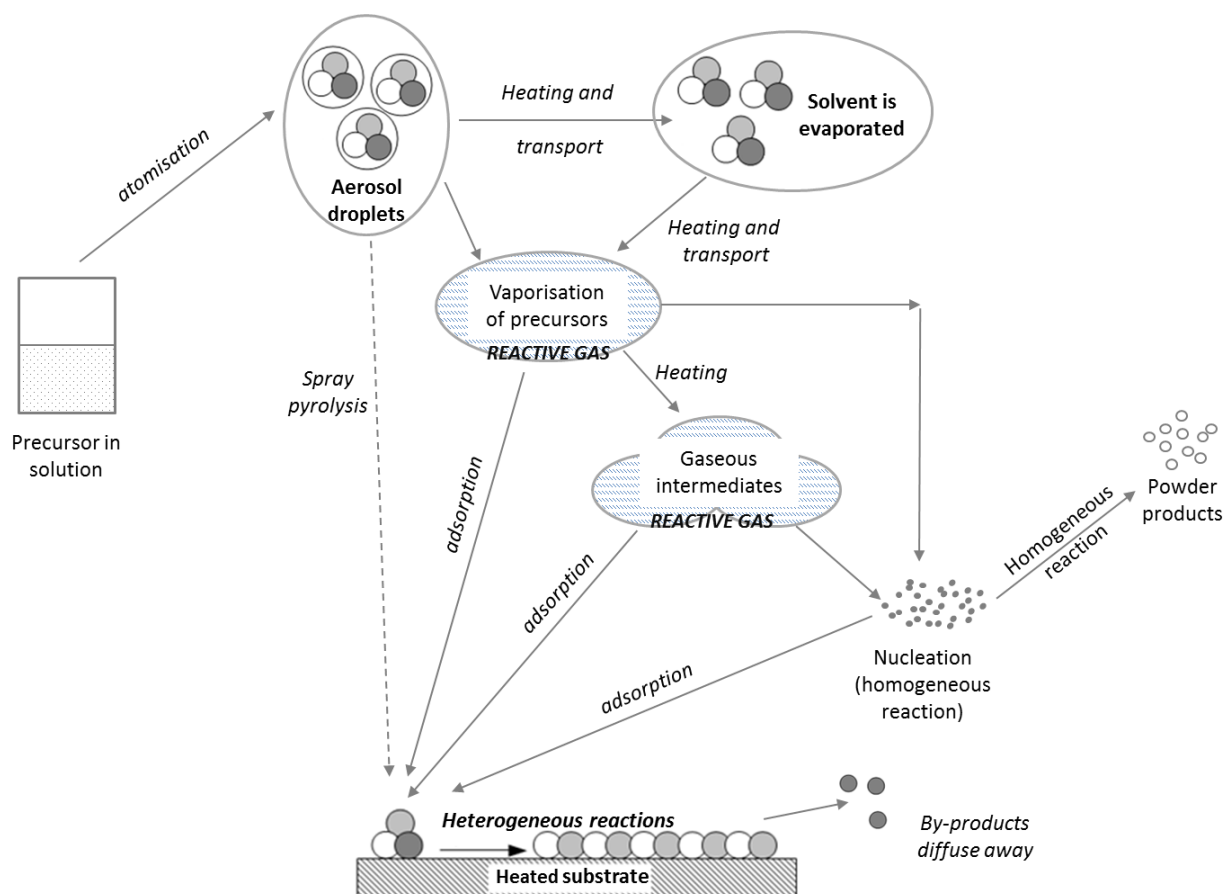 atomisation
Aerosol
droplets
Heating and
transport
Solvent is
evaporated
Heating and
transport
Vaporisation
of precursors
REACTIVE GAS
Precursor in
solution
Spray
pyrolysis
Heating
adsorption
Gaseous
intermediates
REACTIVE GAS
adsorption
Homogeneous
reaction
Powder
products
Nucleation
(homogeneous
reaction)
adsorption
Heterogeneous reactions
By-products
diffuse away
Heated substrate